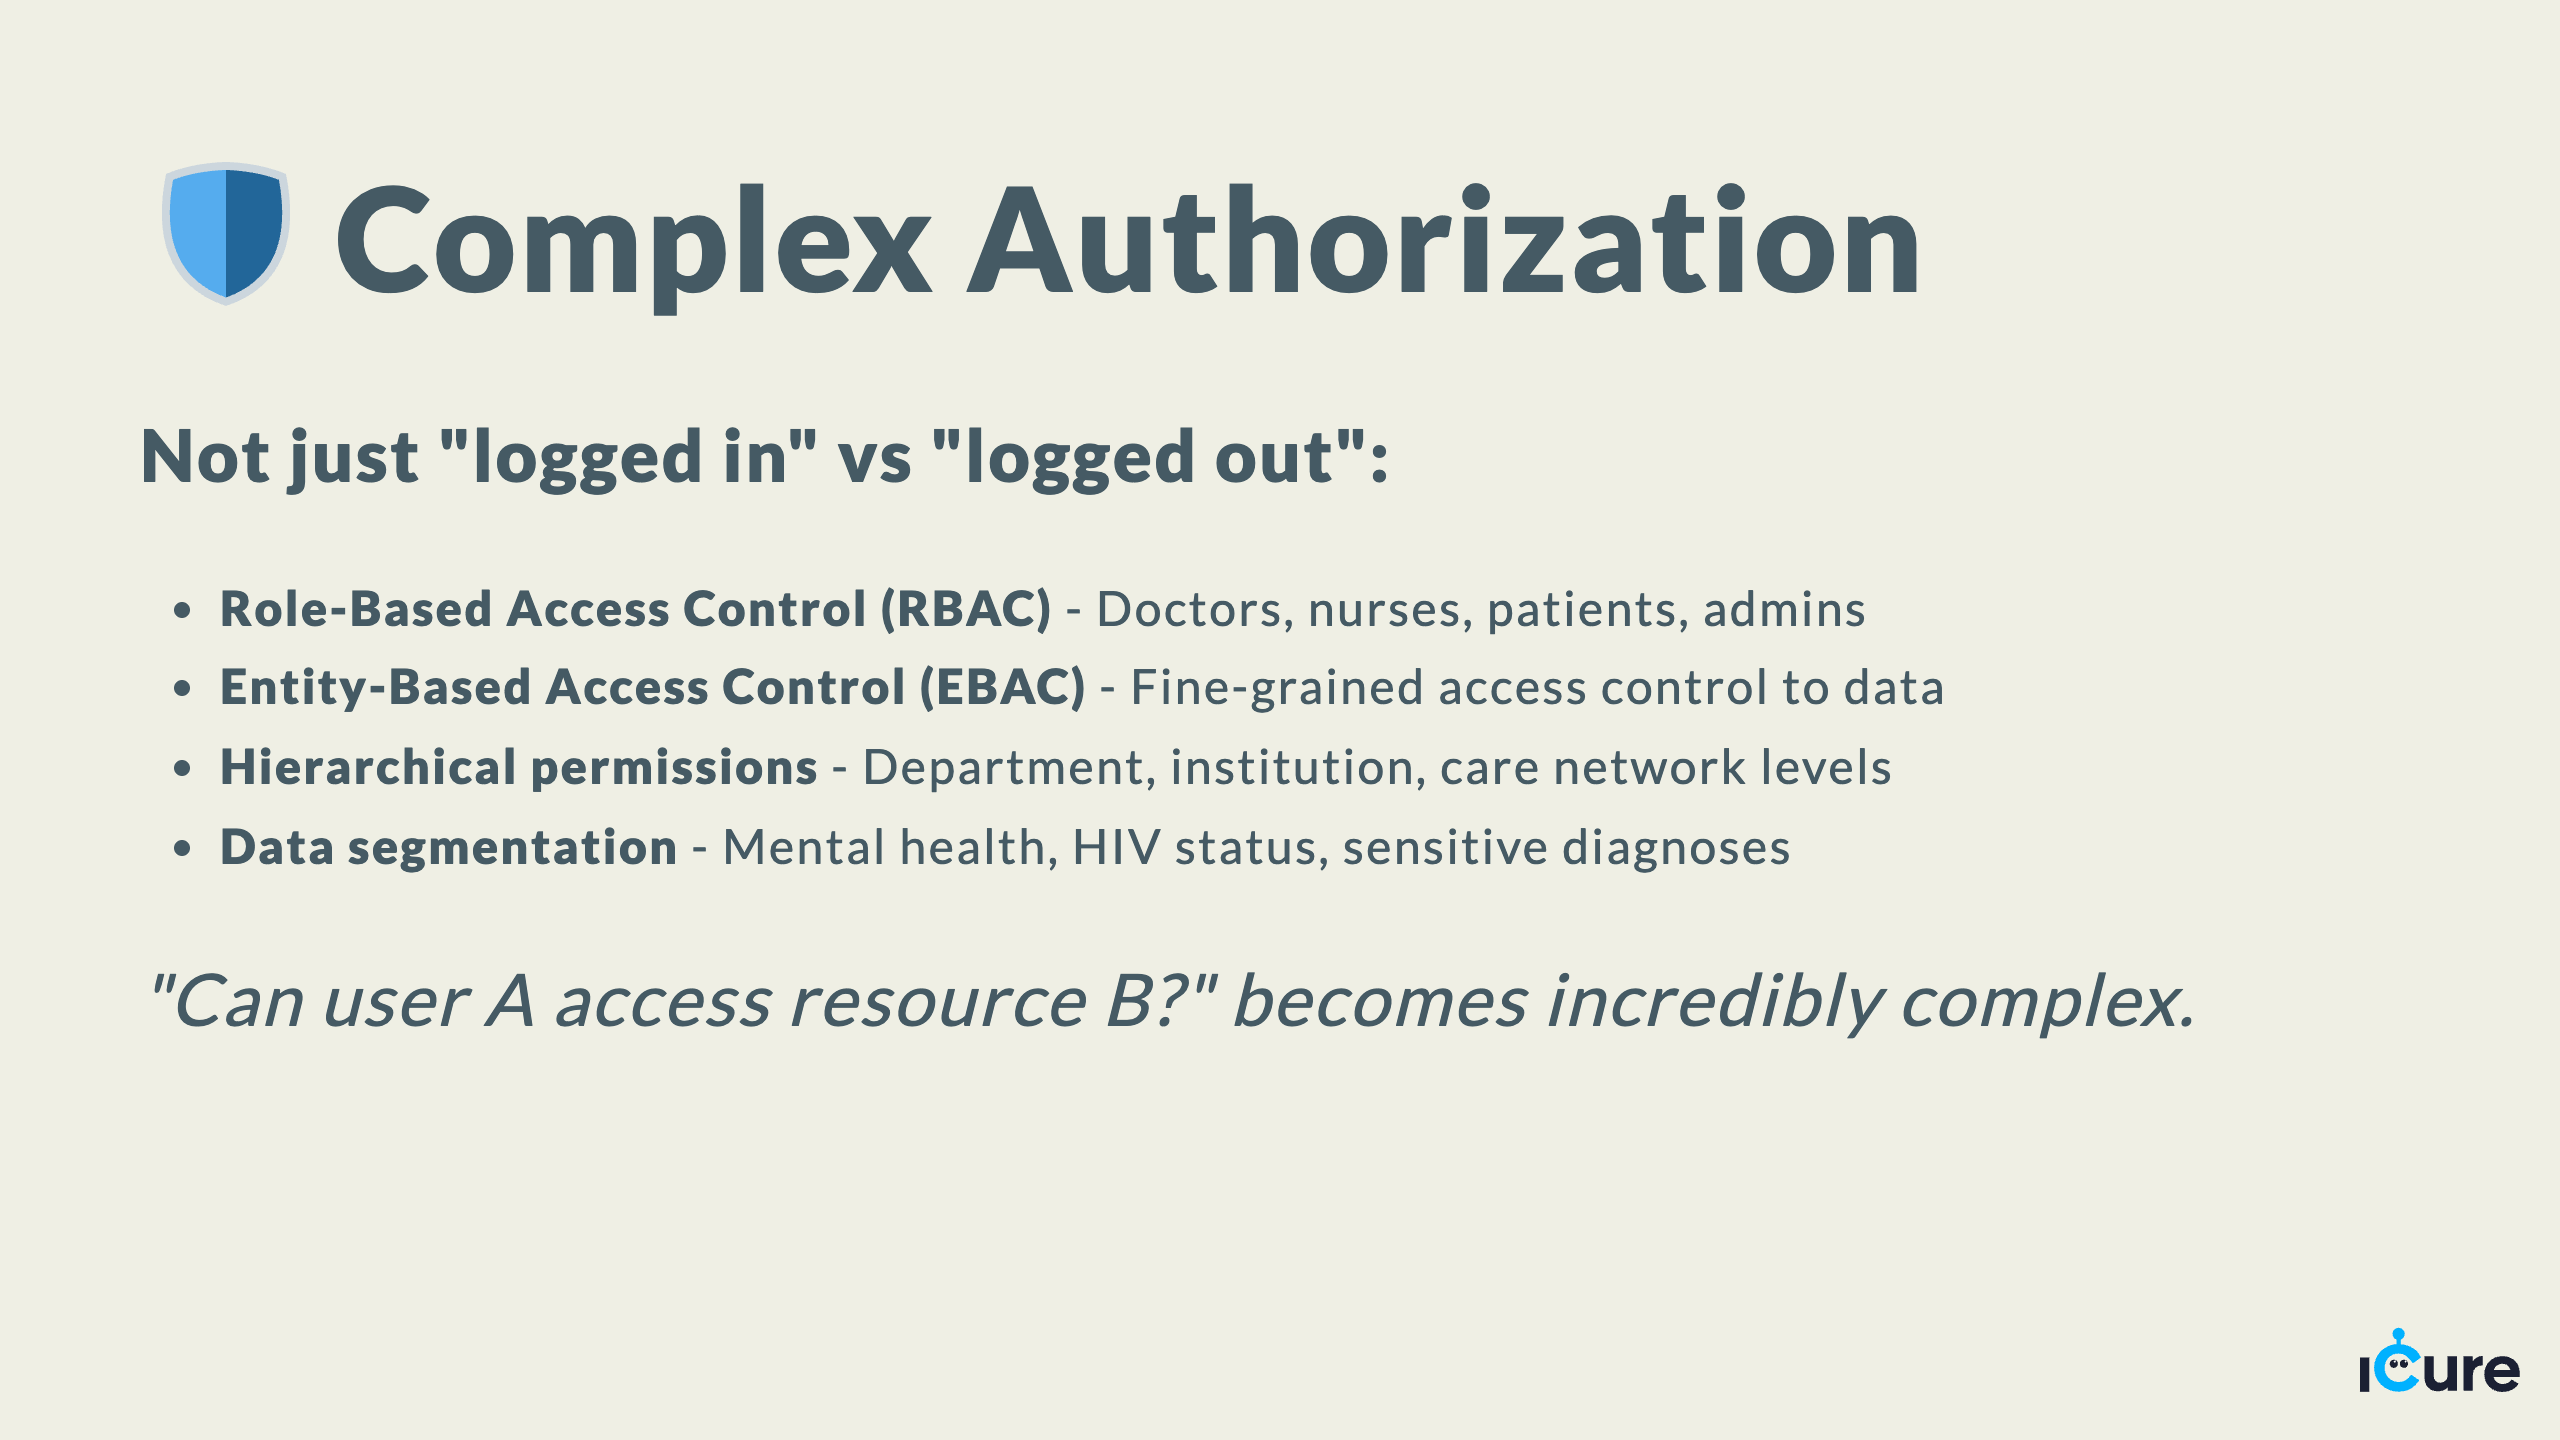 Complex Authorization
Not just "logged in" vs "logged out":
• Role-Based Access Control (RBAC) - Doctors, nurses, patients, admins
• Entity-Based Access Control (EBAC) - Fine-grained access control to data
• Hierarchical permissions - Department, institution, care network levels
• Data segmentation - Mental health, HIV status, sensitive diagnoses
"Can user A access resource B?" becomes incredibly complex.
iCure